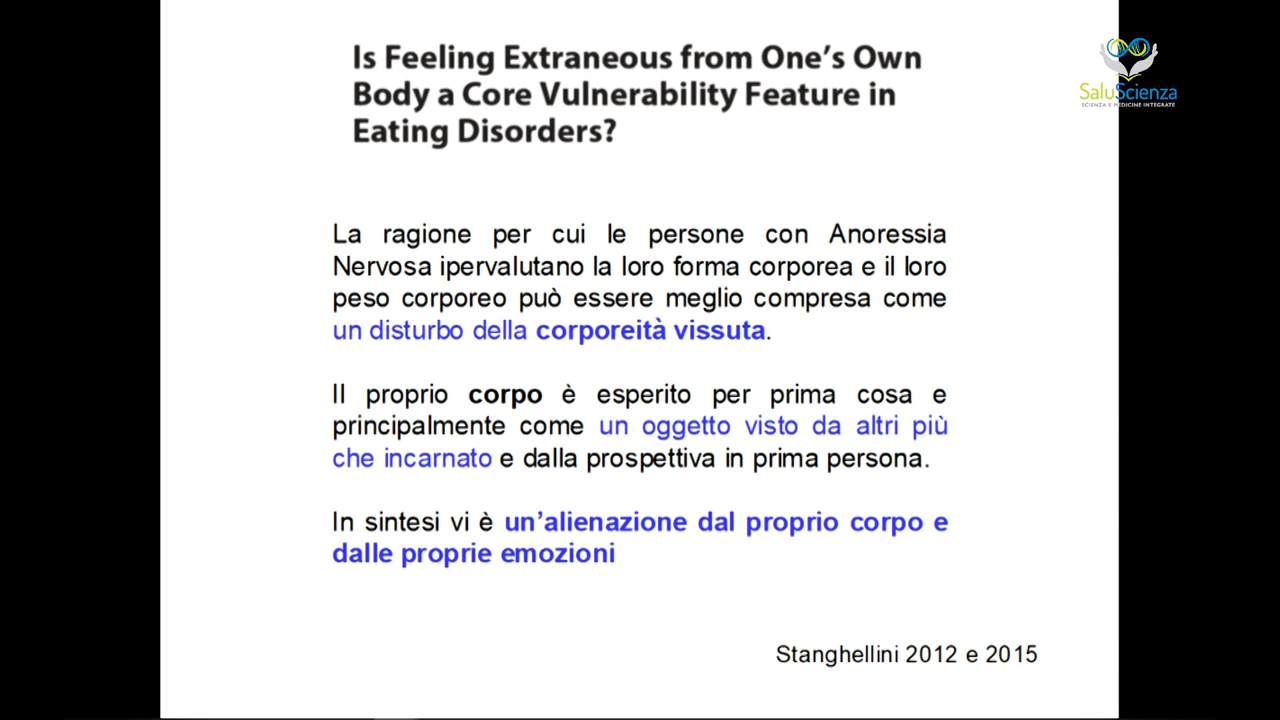 Is Feeling Extraneous from One's Own
Body a Core Vulnerability Feature in
Eating Disorders?
SaluScienza
SCIENZA E MEDICINE INTEGRATE
La ragione per cui le persone con Anoressia
Nervosa ipervalutano la loro forma corporea e il loro
peso corporeo può essere meglio compresa come
un disturbo della corporeità vissuta.
Il proprio corpo è esperito per prima cosa e
principalmente come un oggetto visto da altri più
che incarnato e dalla prospettiva in prima persona.
In sintesi vi è un'alienazione dal proprio corpo e
dalle proprie emozioni
Stanghellini 2012 e 2015